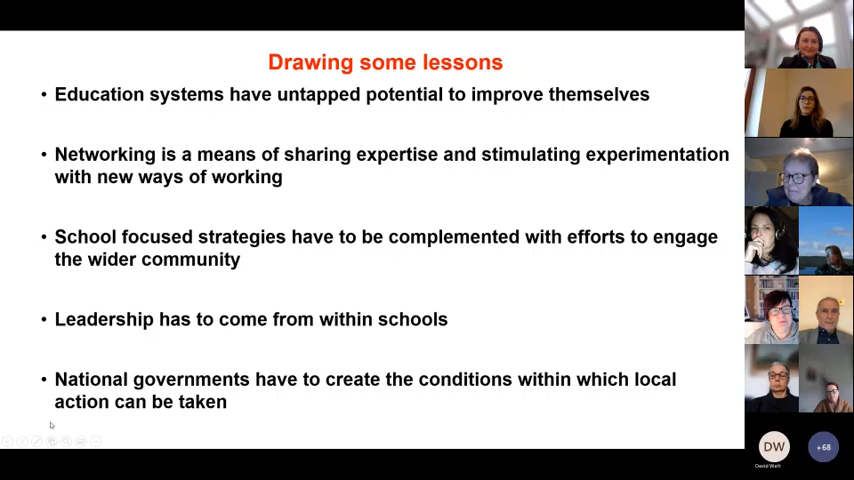 Drawing some lessons
• Education systems have untapped potential to improve themselves
• Networking is a means of sharing expertise and stimulating experimentation
with new ways of working
• School focused strategies have to be complemented with efforts to engage
the wider community
• Leadership has to come from within schools
• National governments have to create the conditions within which local
action can be taken
DW
+68
David Watt